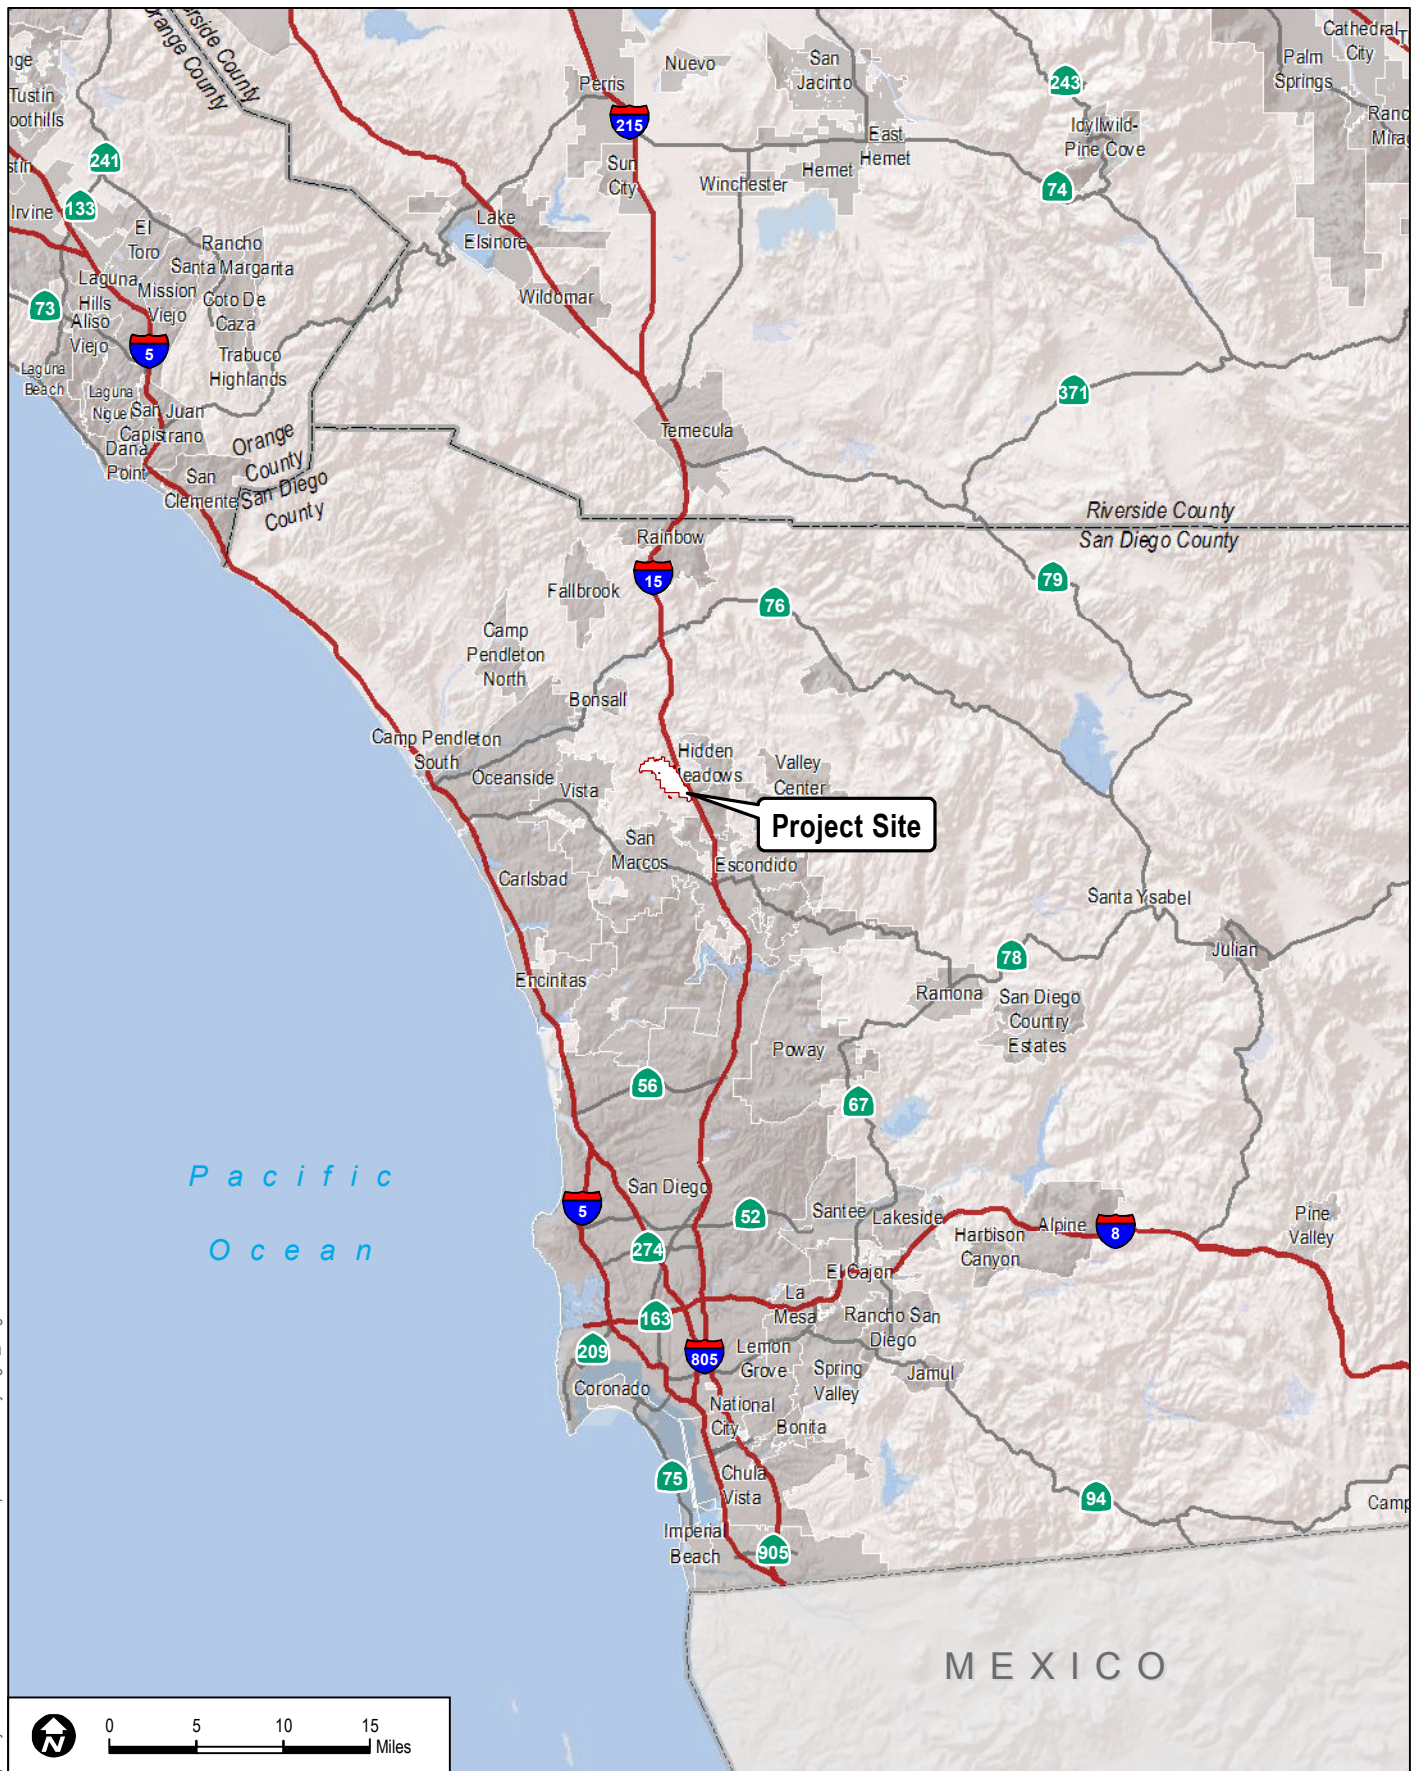 Riverside County
Orange County
Cathedral
City
Palm
Springs
Nuevo
San
Jacinto
Perris
243
Tustin
215
Idyllwild-
Pine Cove
East
Hemet
Hemet
241
Sun
City
Winchester
74
133
Irvine
El
Toro
Lake
Elsinore
Rancho
Santa Margarita
Laguna
Hills
Mission
Viejo
Coto De
Caza
73
Aliso
Viejo
Wildomar
5
Trabuco
Highlands
Laguna
Beach
Laguna
Niguel
371
San Juan
Capistrano
Dana
Point
Orange
County
San Diego
County
Temecula
San
Clemente
Riverside County
San Diego County
Rainbow
15
79
Fallbrook
76
Camp
Pendleton
North
Bonsall
Camp Pendleton
South
Hidden
Meadows
Valley
Center
Oceanside
Vista
Project Site
San
Marcos
Escondido
Carlsbad
Santa Ysabel
Julian
78
Encinitas
Ramona
San Diego
Country
Estates
Poway
56
67
Pacific
Ocean
San Diego
5
52
Santee
Lakeside
Alpine
8
Pine
Valley
Harbison
Canyon
274
El Cajon
La
Mesa
163
Rancho San
Diego
209
805
Lemon
Grove
Spring
Valley
Jamul
Coronado
National
City
Bonita
75
Chula
Vista
94
Imperial
Beach
905
MEXICO
N
0 5 10 15
Miles